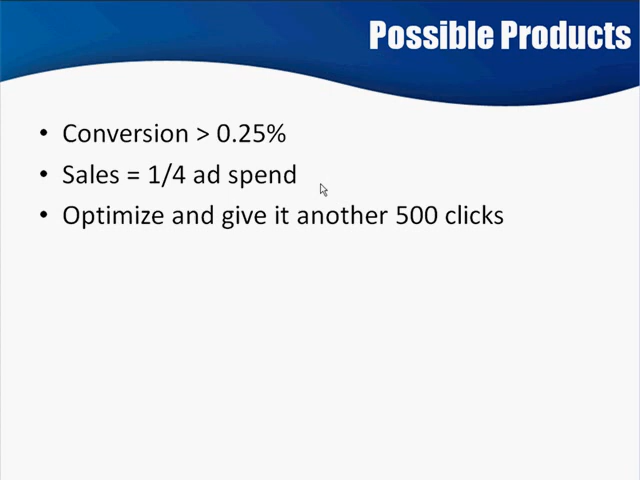 Possible Products
• Conversion > 0.25%
• Sales = 1/4 ad spend
• Optimize and give it another 500 clicks